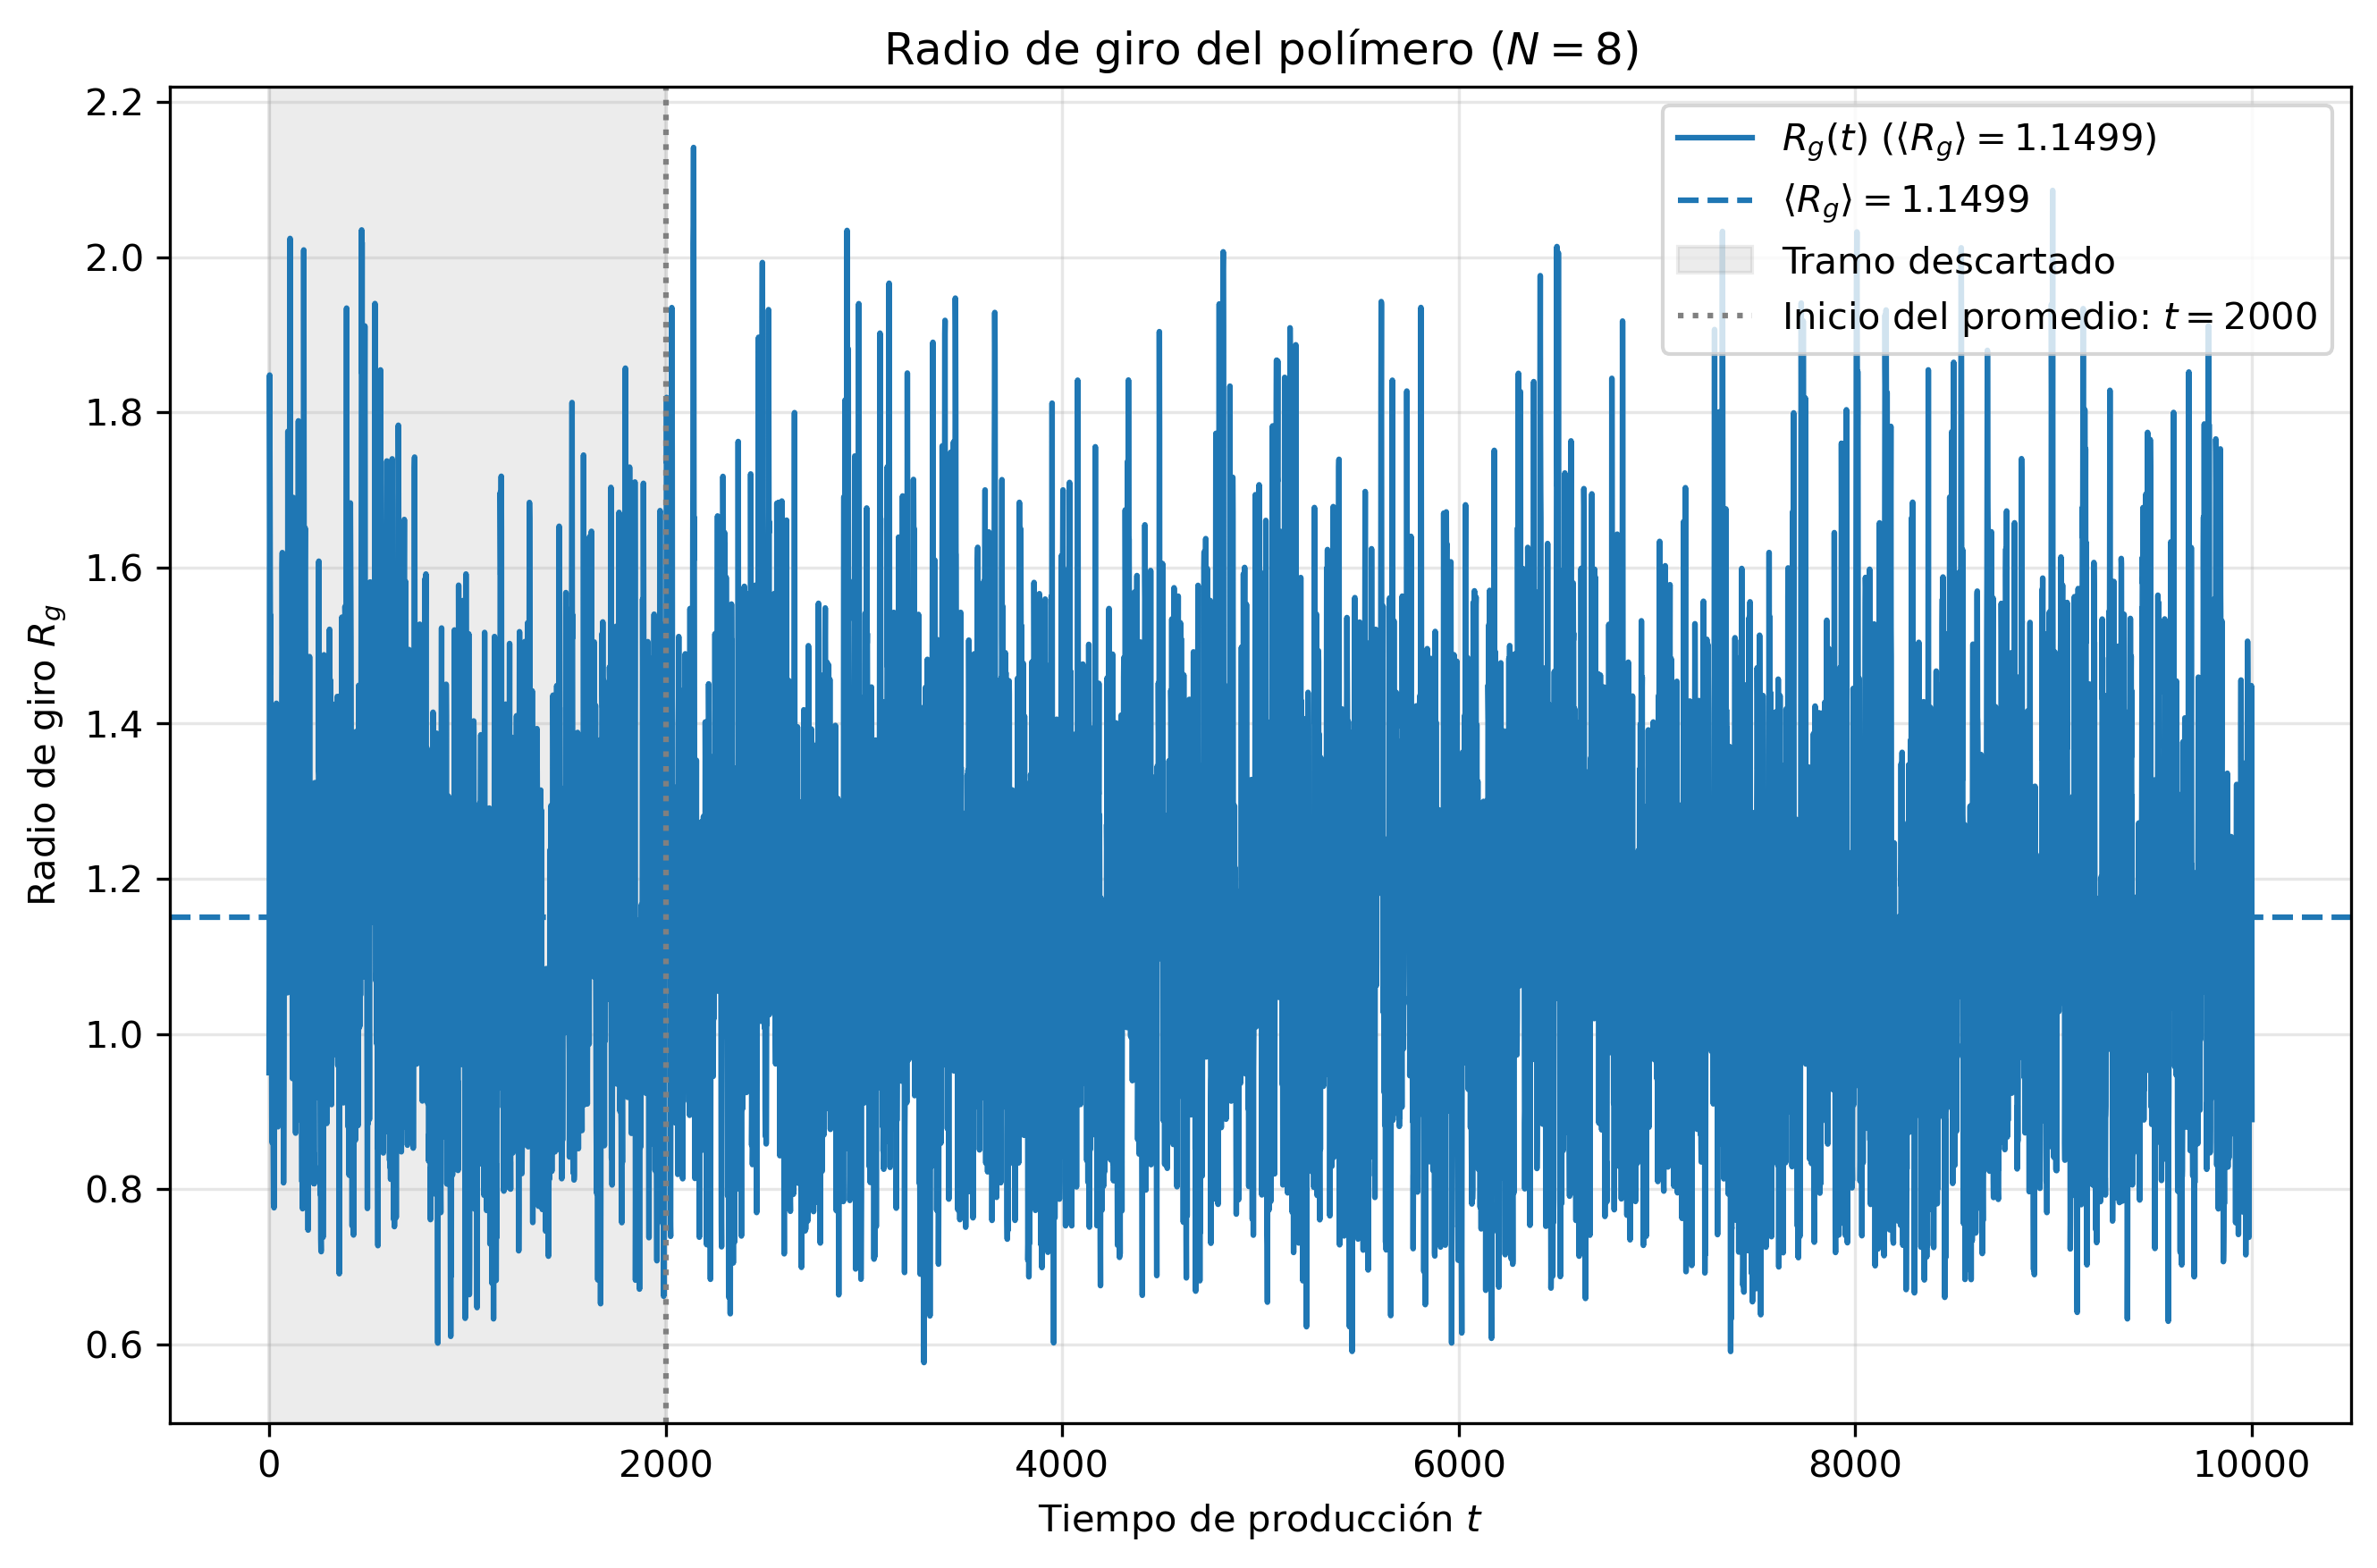 Radio de giro del polímero (N = 8)
R_g(t) (⟨R_g⟩ = 1.1499)
⟨R_g⟩ = 1.1499
Tramo descartado
Inicio del promedio: t = 2000
Radio de giro R_g
2.2
2.0
1.8
1.6
1.4
1.2
1.0
0.8
0.6
0
2000
4000
6000
8000
10000
Tiempo de producción t